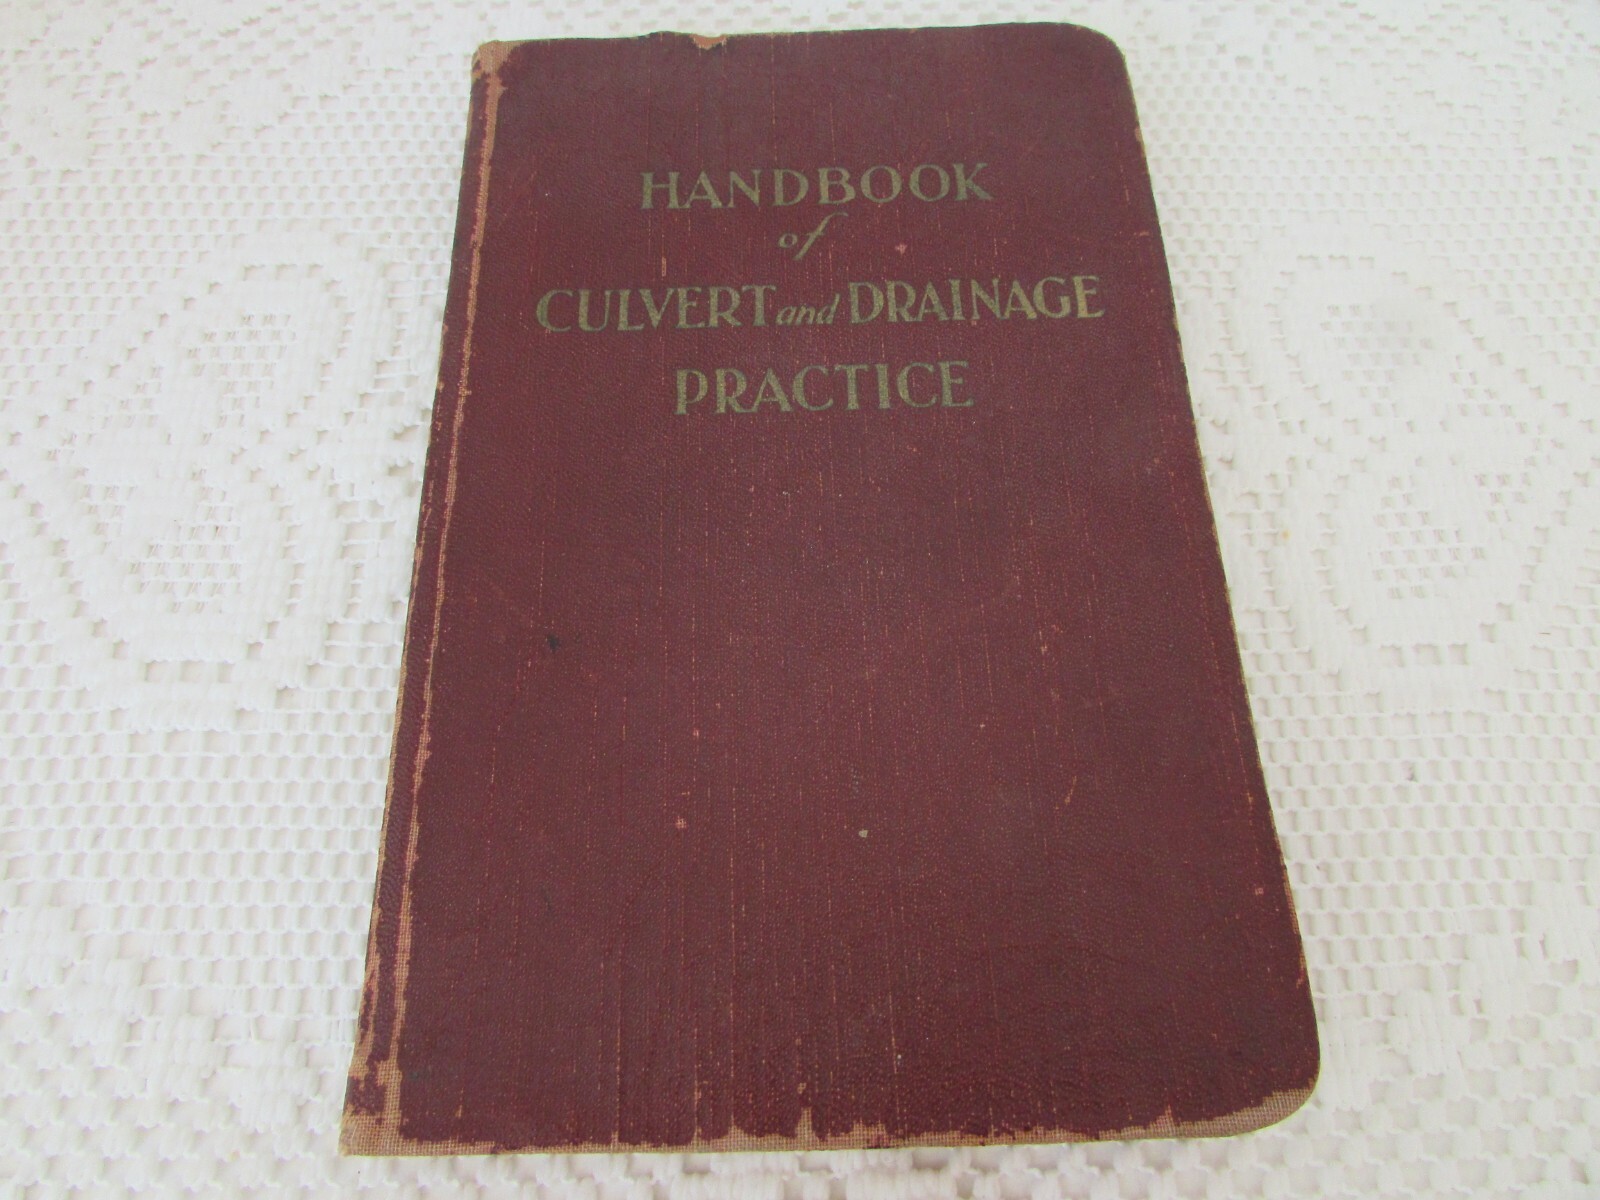 HANDBOOK
of
CULVERT and DRAINAGE
PRACTICE